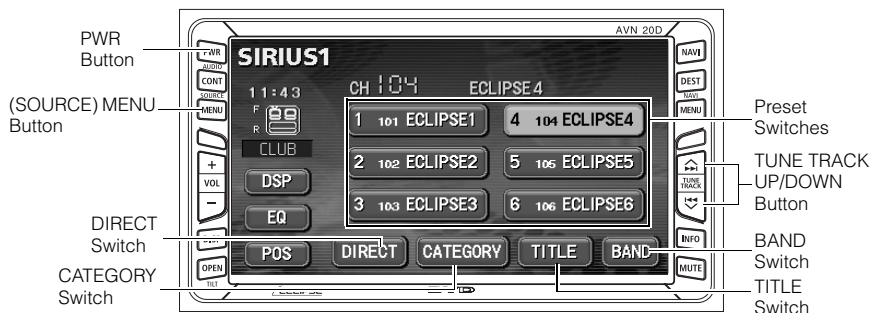 AVN 20D
PWR
Button
(SOURCE) MENU
Button
DIRECT
Switch
CATEGORY
Switch
PWR
AUDIO
CONT
SOURCE
MENU
+
VOL
−
OPEN
TILT
SIRIUS1
11:43
CH 104 ECLIPSE 4
F
R
CLUB
DSP
EQ
POS
1 101 ECLIPSE1
4 104 ECLIPSE4
2 102 ECLIPSE2
5 105 ECLIPSE5
3 103 ECLIPSE3
6 106 ECLIPSE6
DIRECT
CATEGORY
TITLE
BAND
ECLIPSE
NAVI
DEST
NAVI
MENU
TUNE
TRACK
INFO
MUTE
Preset
Switches
TUNE TRACK
UP/DOWN
Button
BAND
Switch
TITLE
Switch